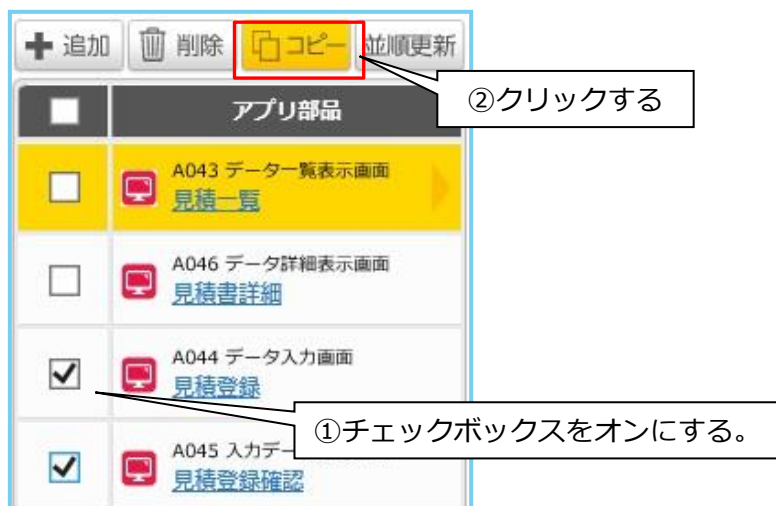 追加 削除 コピー 並順更新
②クリックする
アプリ部品
A043 データ一覧表示画面
見積一覧
A046 データ詳細表示画面
見積書詳細
A044 データ入力画面
見積登録
①チェックボックスをオンにする。
A045 入力デー
見積登録確認